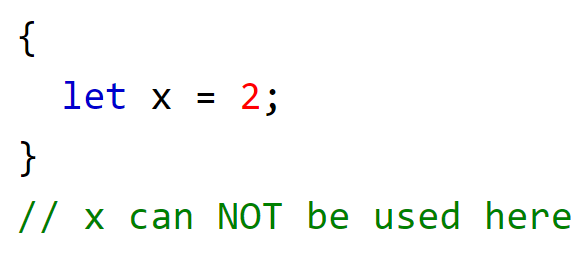 {
  let x = 2;
}
// x can NOT be used here